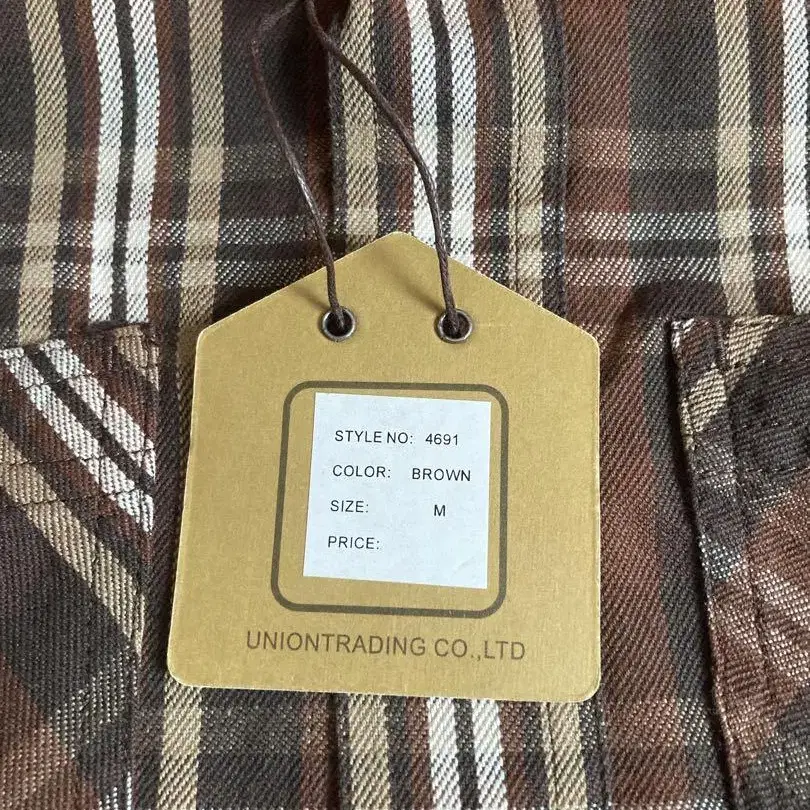 STYLE NO: 4691
COLOR: BROWN
SIZE: M
PRICE:
UNIONTRADING CO.,LTD